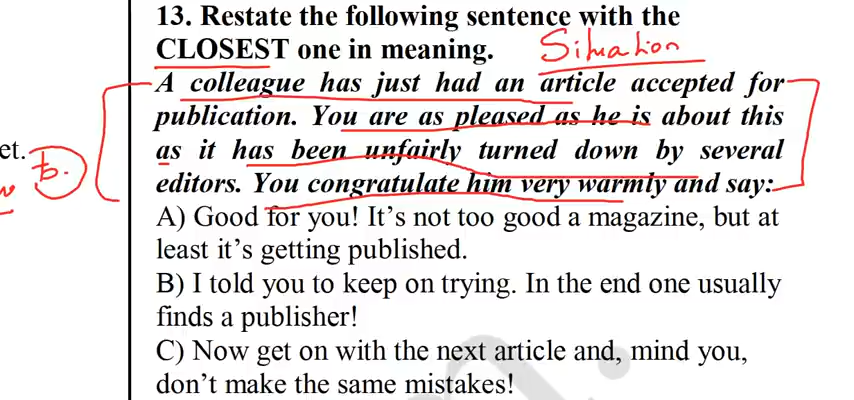 13. Restate the following sentence with the
CLOSEST one in meaning. Situation
A colleague has just had an article accepted for
publication. You are as pleased as he is about this
et.
as it has been unfairly turned down by several
b.
editors. You congratulate him very warmly and say:
A) Good for you! It's not too good a magazine, but at
least it's getting published.
B) I told you to keep on trying. In the end one usually
finds a publisher!
C) Now get on with the next article and, mind you,
don't make the same mistakes!